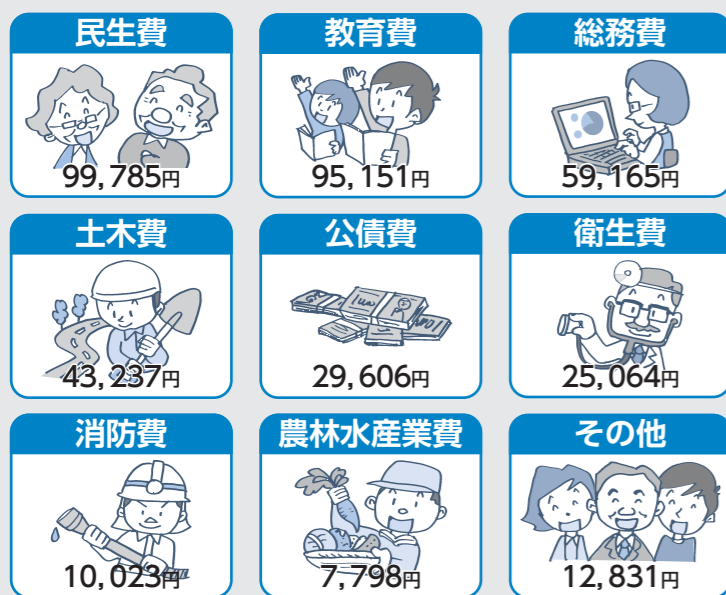 民生費 教育費 総務費
99,785円 95,151円 59,165円
土木費 公債費 衛生費
43,237円 29,606円 25,064円
消防費 農林水産業費 その他
10,023円 7,798円 12,831円